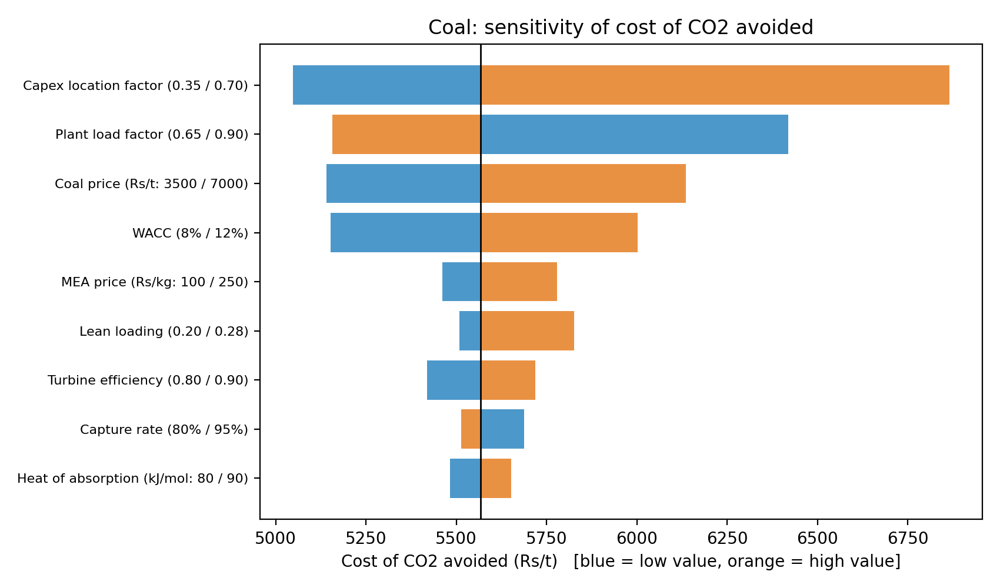 Coal: sensitivity of cost of CO2 avoided
Capex location factor (0.35 / 0.70)
Plant load factor (0.65 / 0.90)
Coal price (Rs/t: 3500 / 7000)
WACC (8% / 12%)
MEA price (Rs/kg: 100 / 250)
Lean loading (0.20 / 0.28)
Turbine efficiency (0.80 / 0.90)
Capture rate (80% / 95%)
Heat of absorption (kJ/mol: 80 / 90)
5000 5250 5500 5750 6000 6250 6500 6750
Cost of CO2 avoided (Rs/t) [blue = low value, orange = high value]